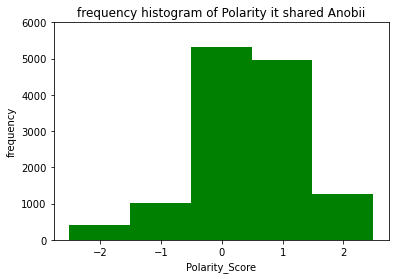 frequency histogram of Polarity it shared Anobii
6000
5000
4000
3000
2000
1000
0
frequency
−2 −1 0 1 2
Polarity_Score